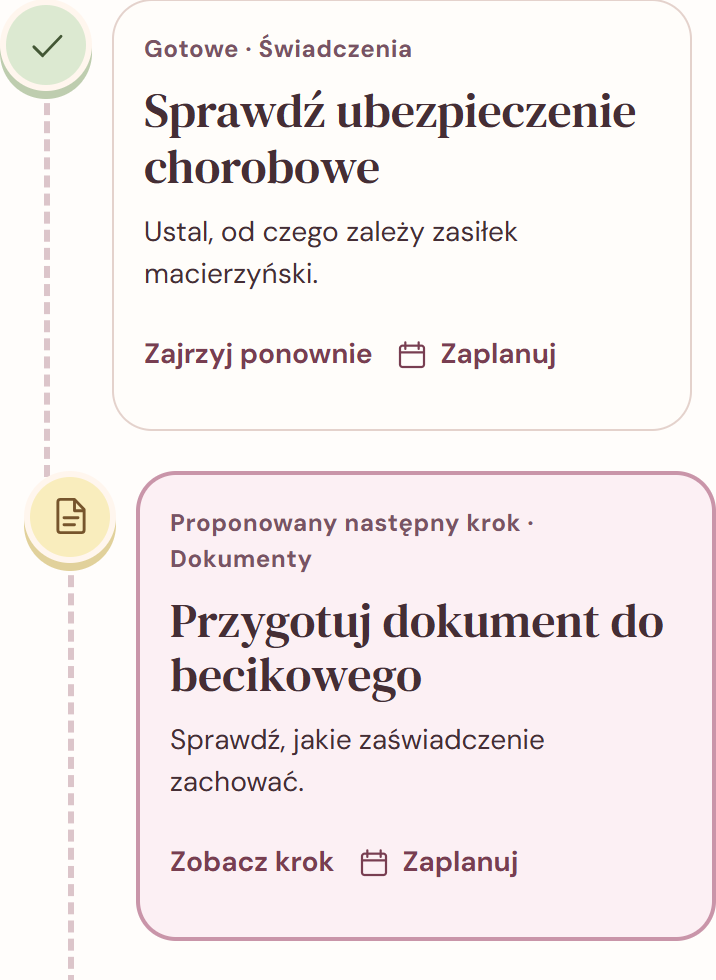 Gotowe · Świadczenia
Sprawdź ubezpieczenie
chorobowe
Ustal, od czego zależy zasiłek
macierzyński.
Zajrzyj ponownie Zaplanuj
Proponowany następny krok ·
Dokumenty
Przygotuj dokument do
becikowego
Sprawdź, jakie zaświadczenie
zachować.
Zobacz krok Zaplanuj